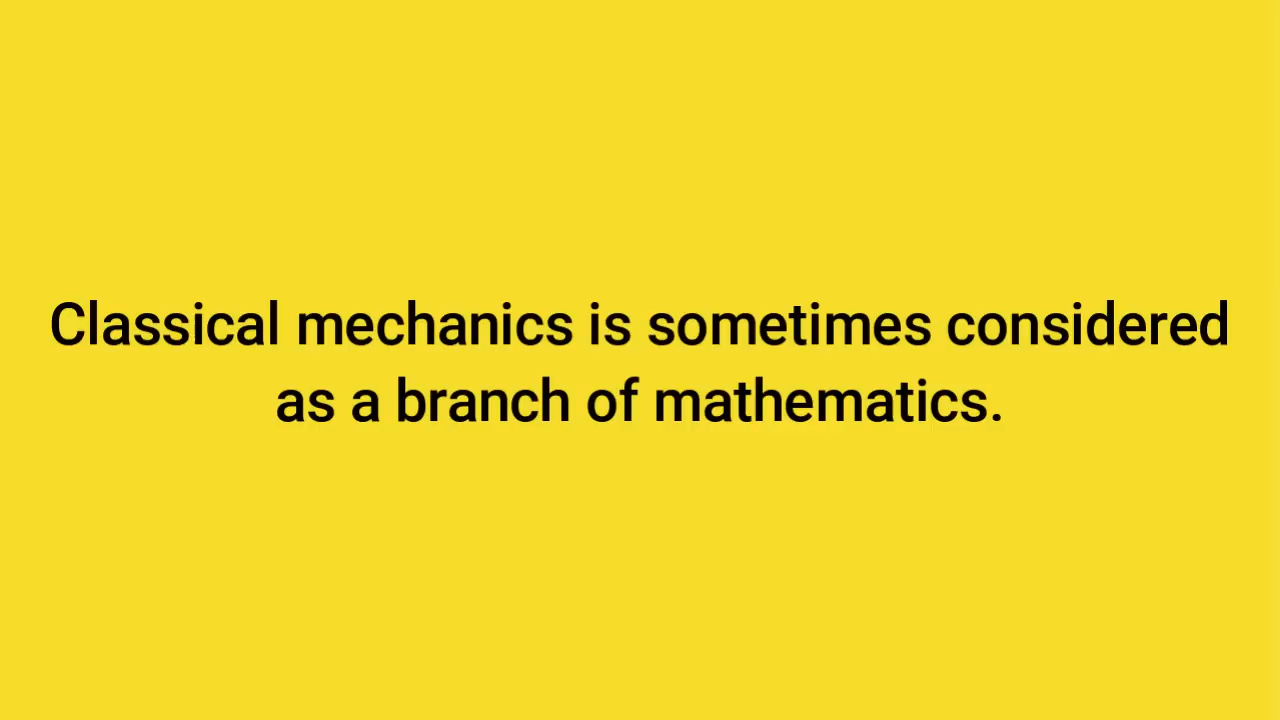 Classical mechanics is sometimes considered
as a branch of mathematics.